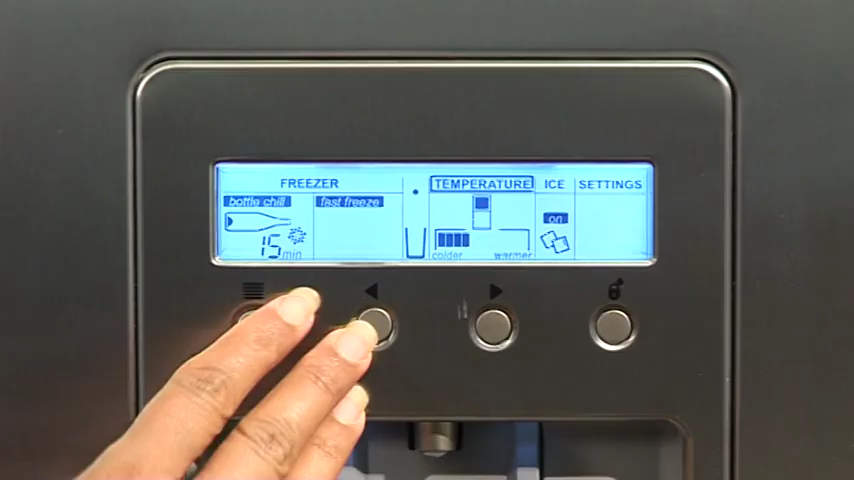 FREEZER
TEMPERATURE
ICE
SETTINGS
bottle chill
fast freeze
15 min
colder
warmer
on